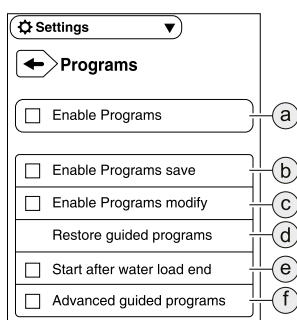 Settings
Programs
Enable Programs
a
Enable Programs save
b
Enable Programs modify
c
Restore guided programs
d
Start after water load end
e
Advanced guided programs
f